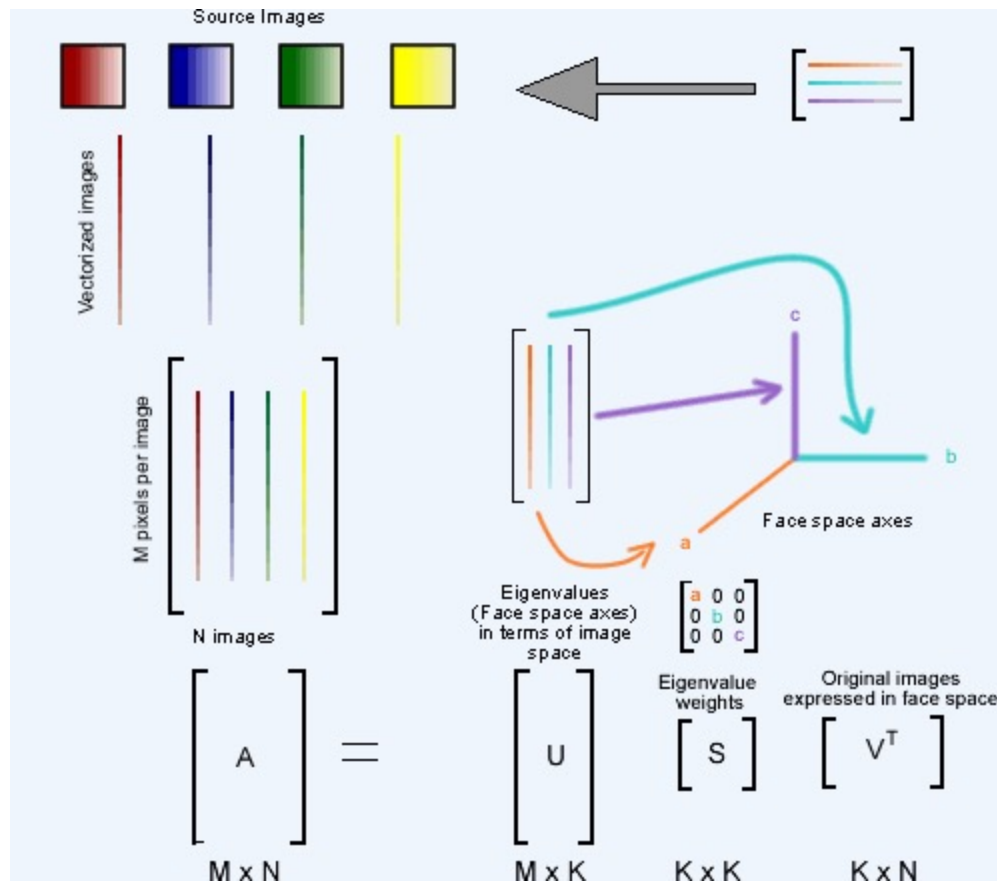 Source Images
Vectorized images
M pixels per image
N images
c
b
a
Face space axes
Eigenvalues
(Face space axes)
in terms of image
space
a 0 0
0 b 0
0 0 c
Eigenvalue
weights
Original images
expressed in face space
A = U S V^T
M x N M x K K x K K x N